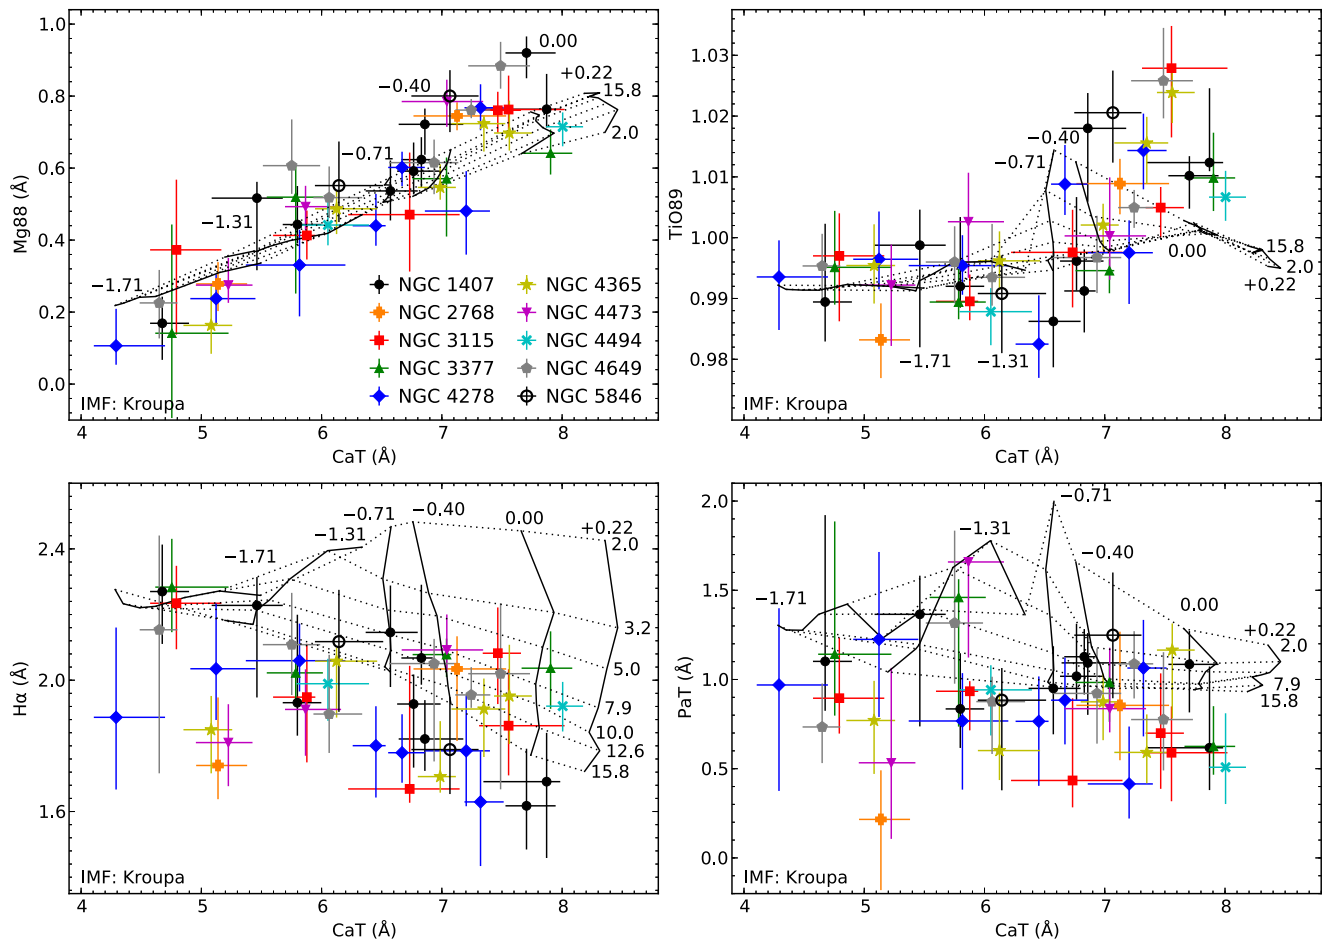 1.0
0.8
0.6
0.4
0.2
0.0
Mg88 (Å)
0.00
+0.22
15.8
−0.40
2.0
−0.71
−1.31
−1.71
NGC 1407
NGC 2768
NGC 3115
NGC 3377
NGC 4278
NGC 4365
NGC 4473
NGC 4494
NGC 4649
NGC 5846
IMF: Kroupa
4 5 6 7 8
CaT (Å)
1.03
1.02
1.01
1.00
0.99
0.98
TiO89
−0.40
−0.71
0.00
15.8
2.0
+0.22
−1.71
−1.31
IMF: Kroupa
4 5 6 7 8
CaT (Å)
2.4
2.0
1.6
Hα (Å)
−0.71
−0.40
0.00
+0.22
−1.31
2.0
−1.71
3.2
5.0
7.9
10.0
12.6
15.8
IMF: Kroupa
4 5 6 7 8
CaT (Å)
2.0
1.5
1.0
0.5
0.0
PaT (Å)
−0.71
−1.31
−0.40
−1.71
0.00
+0.22
2.0
7.9
15.8
IMF: Kroupa
4 5 6 7 8
CaT (Å)